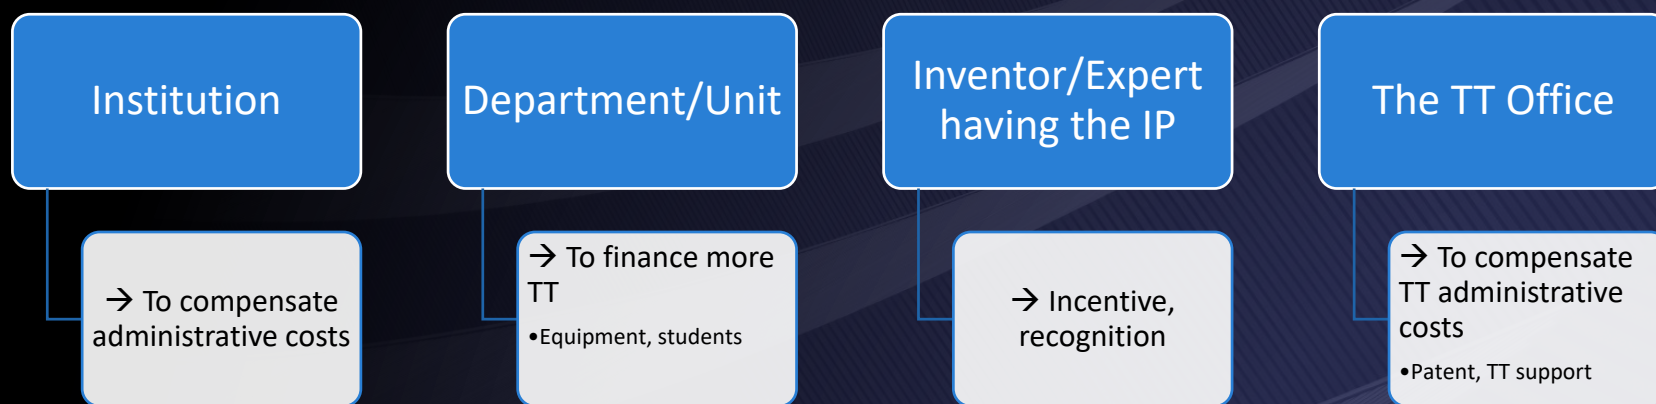 Institution
→ To compensate
administrative costs
Department/Unit
→ To finance more
TT
•Equipment, students
Inventor/Expert
having the IP
→ Incentive,
recognition
The TT Office
→ To compensate
TT administrative
costs
•Patent, TT support